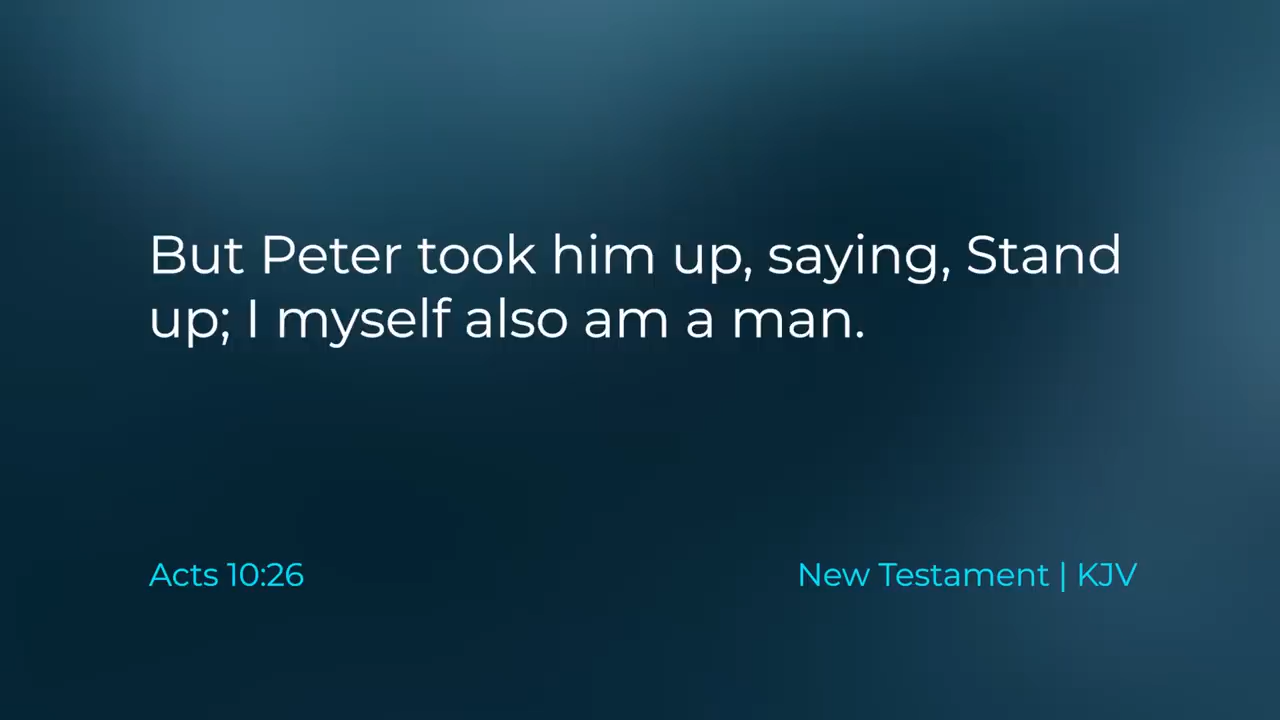 But Peter took him up, saying, Stand
up; I myself also am a man.
Acts 10:26
New Testament | KJV